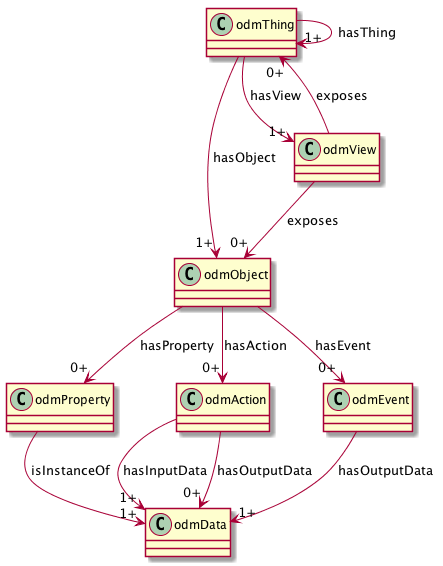 C odmThing
1+
hasThing
0+
hasView
exposes
1+
C odmView
hasObject
exposes
1+
0+
C odmObject
hasProperty
hasAction
hasEvent
0+
0+
0+
C odmProperty
C odmAction
C odmEvent
isInstanceOf
hasInputData
hasOutputData
hasOutputData
1+
0+
1+
1+
C odmData